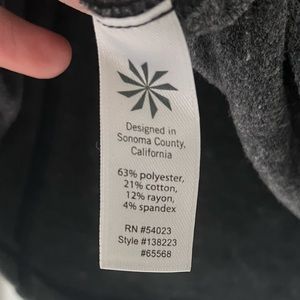 Designed in
Sonoma County,
California
63% polyester,
21% cotton,
12% rayon,
4% spandex
RN #54023
Style #138223
#65568